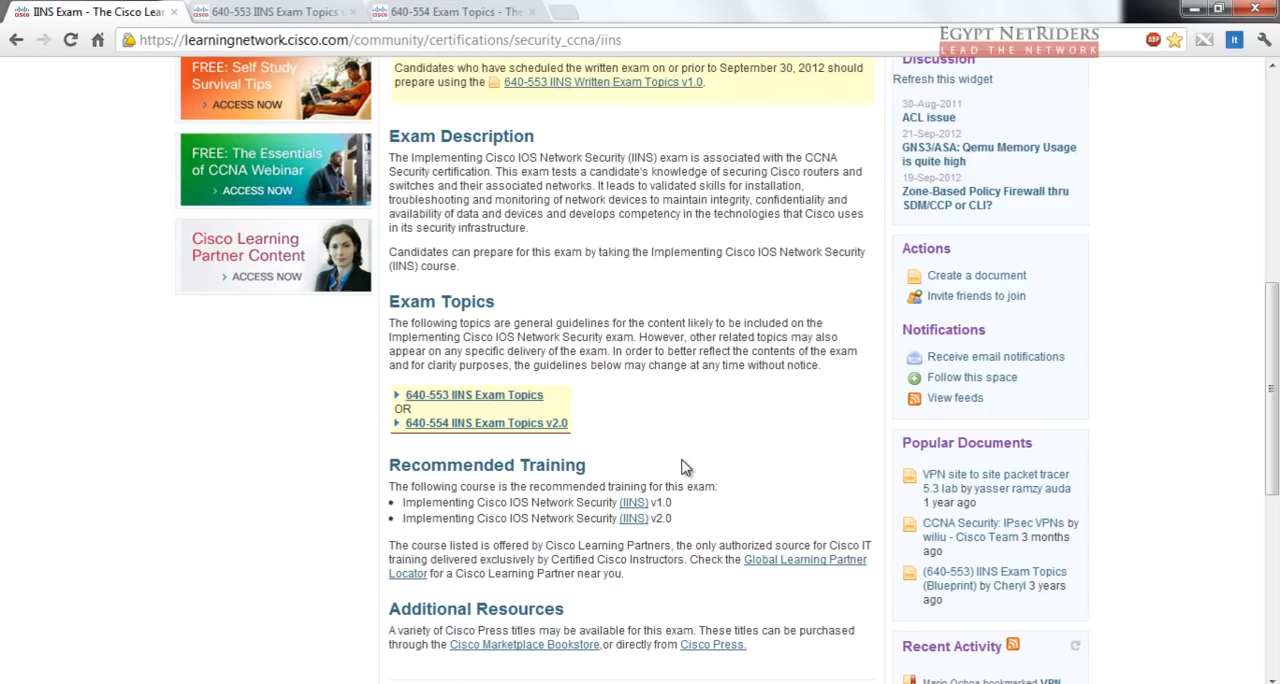 IINS Exam - The Cisco Lear
640-553 IINS Exam Topics
640-554 Exam Topics - The
https://learningnetwork.cisco.com/community/certifications/security_ccna/iins
EGYPT NETRIDERS
LEAD THE NETWORK
FREE: Self Study
Survival Tips
ACCESS NOW
FREE: The Essentials
of CCNA Webinar
ACCESS NOW
Cisco Learning
Partner Content
ACCESS NOW
Candidates who have scheduled the written exam on or prior to September 30, 2012 should
prepare using the 640-553 IINS Written Exam Topics v1.0.
Exam Description
The Implementing Cisco IOS Network Security (IINS) exam is associated with the CCNA
Security certification. This exam tests a candidate's knowledge of securing Cisco routers and
switches and their associated networks. It leads to validated skills for installation,
troubleshooting and monitoring of network devices to maintain integrity, confidentiality and
availability of data and devices and develops competency in the technologies that Cisco uses
in its security infrastructure.
Candidates can prepare for this exam by taking the Implementing Cisco IOS Network Security
(IINS) course.
Exam Topics
The following topics are general guidelines for the content likely to be included on the
Implementing Cisco IOS Network Security exam. However, other related topics may also
appear on any specific delivery of the exam. In order to better reflect the contents of the exam
and for clarity purposes, the guidelines below may change at any time without notice.
640-553 IINS Exam Topics
OR
640-554 IINS Exam Topics v2.0
Recommended Training
The following course is the recommended training for this exam:
• Implementing Cisco IOS Network Security (IINS) v1.0
• Implementing Cisco IOS Network Security (IINS) v2.0
The course listed is offered by Cisco Learning Partners, the only authorized source for Cisco IT
training delivered exclusively by Certified Cisco Instructors. Check the Global Learning Partner
Locator for a Cisco Learning Partner near you.
Additional Resources
A variety of Cisco Press titles may be available for this exam. These titles can be purchased
through the Cisco Marketplace Bookstore,or directly from Cisco Press.
Discussion
Refresh this widget
30-Aug-2011
ACL issue
21-Sep-2012
GNS3/ASA: Qemu Memory Usage
is quite high
19-Sep-2012
Zone-Based Policy Firewall thru
SDM/CCP or CLI?
Actions
Create a document
Invite friends to join
Notifications
Receive email notifications
Follow this space
View feeds
Popular Documents
VPN site to site packet tracer
5.3 lab by yasser ramzy auda
1 year ago
CCNA Security: IPsec VPNs by
wiliu - Cisco Team 3 months
ago
(640-553) IINS Exam Topics
(Blueprint) by Cheryl 3 years
ago
Recent Activity
Mario Ochoa bookmarked VPN